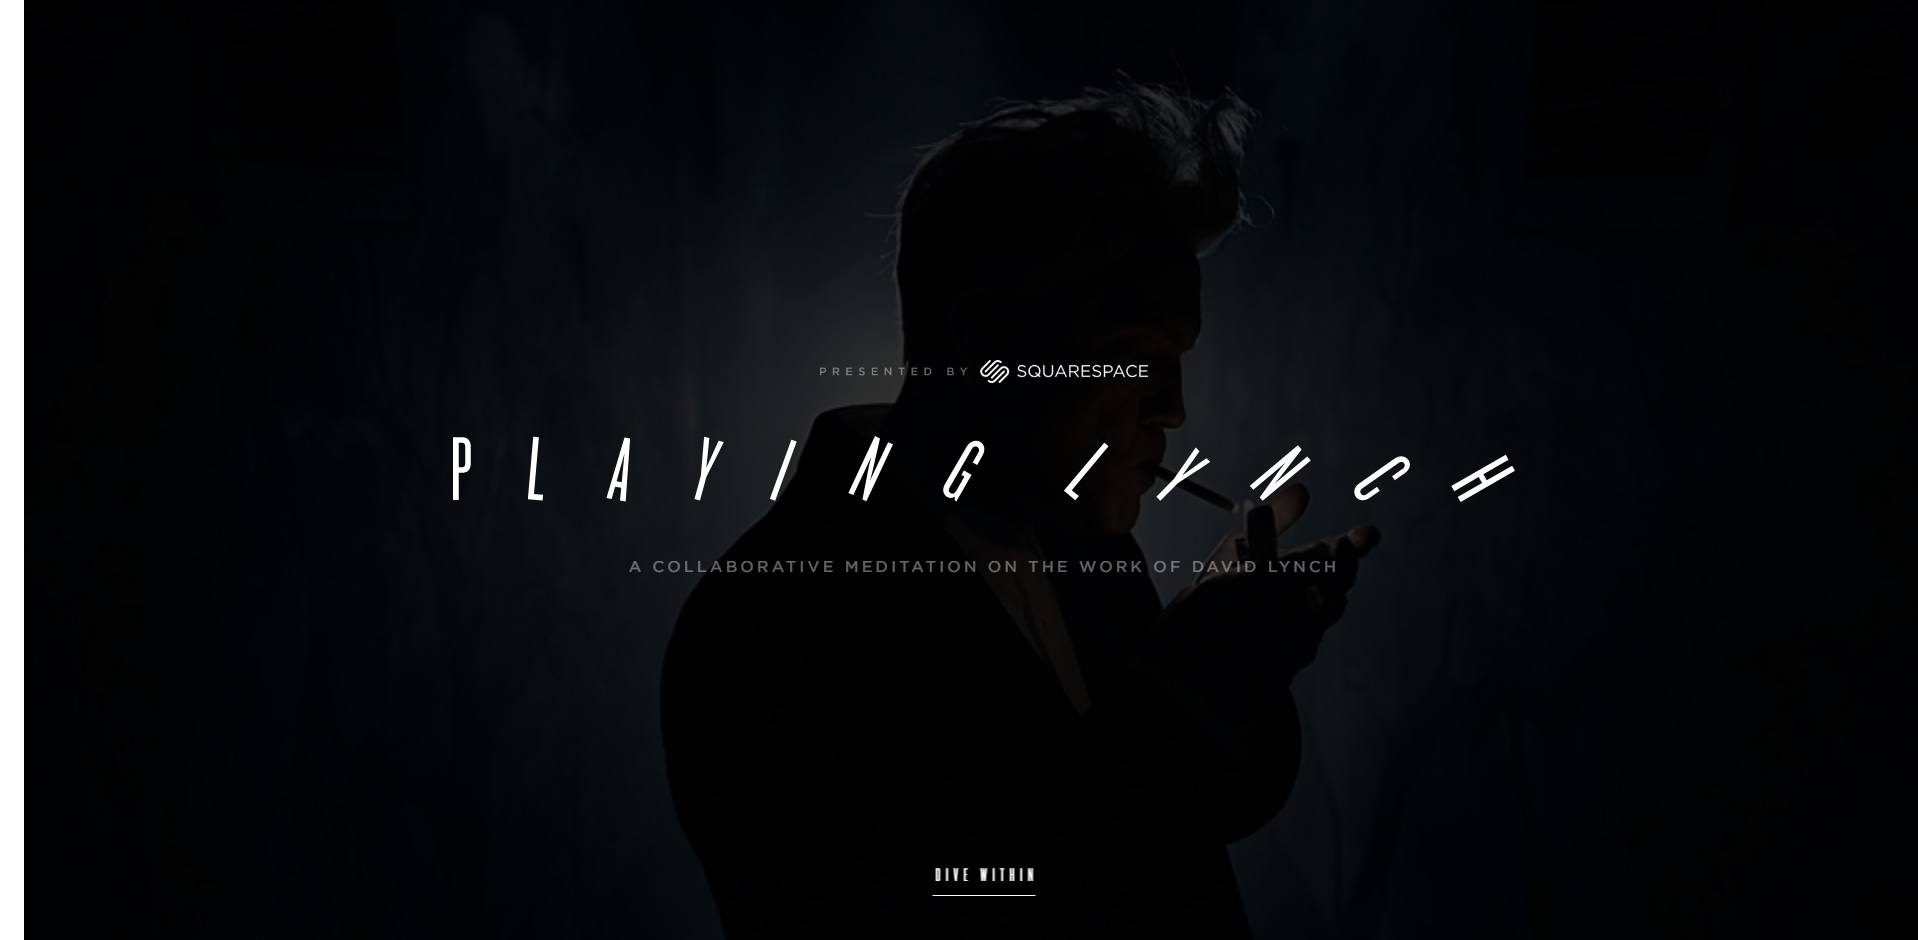 PRESENTED BY SQUARESPACE
PLAYING LYNCH
A COLLABORATIVE MEDITATION ON THE WORK OF DAVID LYNCH
DIVE WITHIN